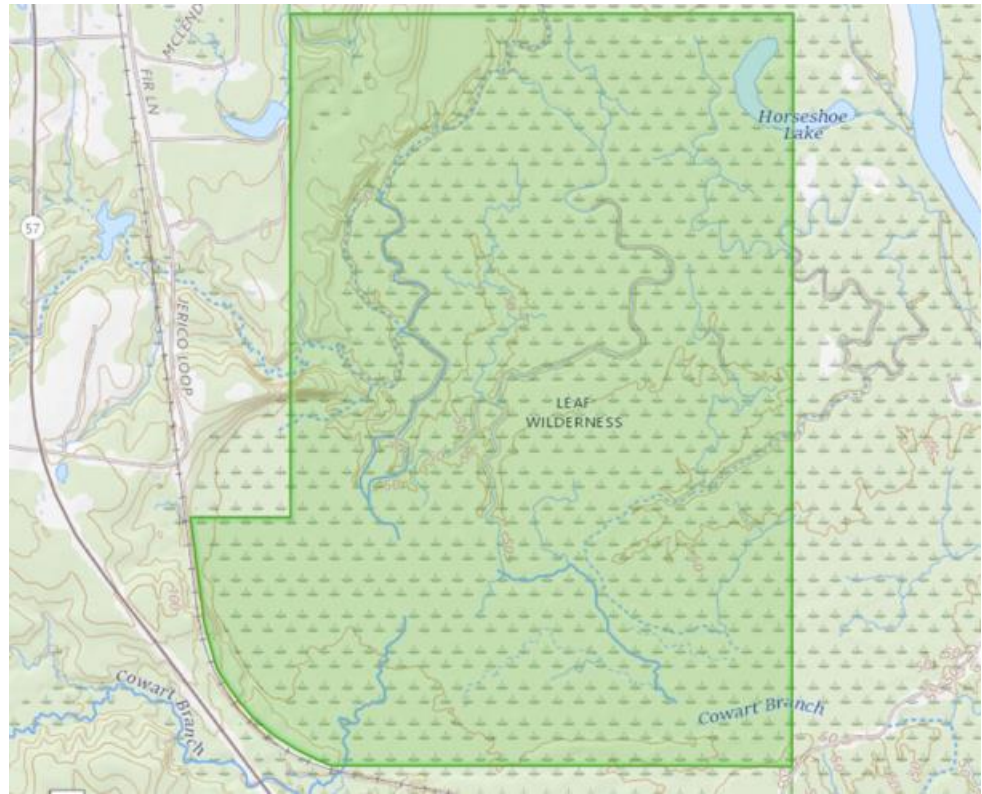 MCLEND
FIR LN
Horseshoe
Lake
57
JERICO LOOP
LEAF
WILDERNESS
Cowart Branch
Cowart Branch